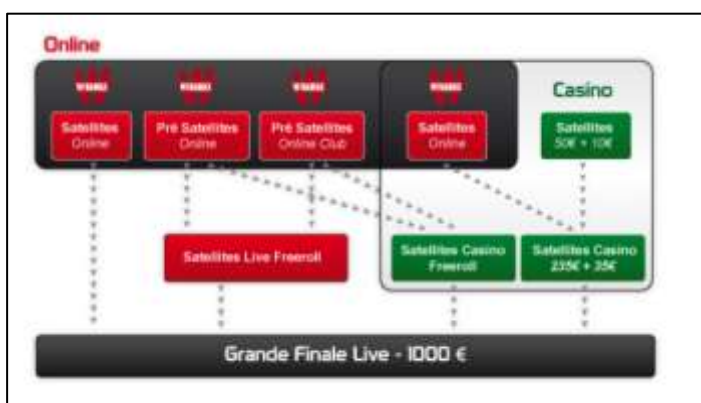 Online
Casino
Satellites
Online
Pré Satellites
Online
Pré Satellites
Online Club
Satellites
Online
Satellites
50€ + 10€
Satellites Live Freeroll
Satellites Casino
Freeroll
Satellites Casino
235€ + 35€
Grande Finale Live - 1000 €